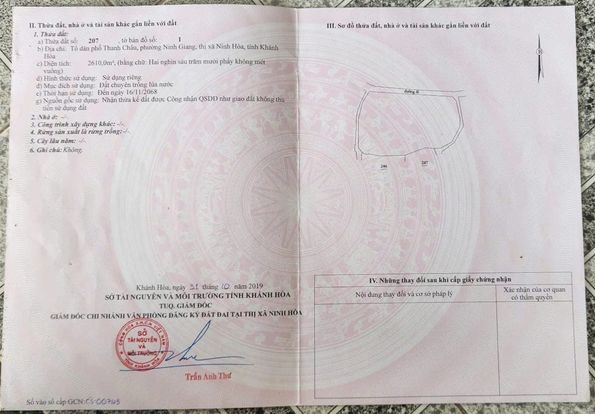 II. Thửa đất, nhà ở và tài sản khác gắn liền với đất
1. Thửa đất:
a) Thửa đất số: 207, tờ bản đồ số: 1
b) Địa chỉ: Tổ dân phố Thanh Châu, phường Ninh Giang, thị xã Ninh Hòa, tỉnh Khánh
Hòa
c) Diện tích: 2610,0m², (bằng chữ: Hai nghìn sáu trăm mười phẩy không mét
vuông)
d) Hình thức sử dụng: Sử dụng riêng
đ) Mục đích sử dụng: Đất chuyên trồng lúa nước
e) Thời hạn sử dụng: Đến ngày 16/11/2068
g) Nguồn gốc sử dụng: Nhận thừa kế đất được Công nhận QSDĐ như giao đất không thu
tiền sử dụng đất
2. Nhà ở: -/-
3. Công trình xây dựng khác: -/-
4. Rừng sản xuất là rừng trồng: -/-
5. Cây lâu năm: -/-
6. Ghi chú: Không.
Khánh Hòa, ngày 31 tháng 10 năm 2019
SỞ TÀI NGUYÊN VÀ MÔI TRƯỜNG TỈNH KHÁNH HÒA
TUQ. GIÁM ĐỐC
GIÁM ĐỐC CHI NHÁNH VĂN PHÒNG ĐĂNG KÝ ĐẤT ĐAI TẠI THỊ XÃ NINH HÒA
SỞ
TÀI NGUYÊN
VÀ
MÔI TRƯỜNG
TỈNH KHÁNH HÒA
Trần Anh Thư
Số vào sổ cấp GCN: CS 00745
III. Sơ đồ thửa đất, nhà ở và tài sản khác gắn liền với đất
đường đi
246
247
IV. Những thay đổi sau khi cấp giấy chứng nhận
Nội dung thay đổi và cơ sở pháp lý
Xác nhận của cơ quan
có thẩm quyền